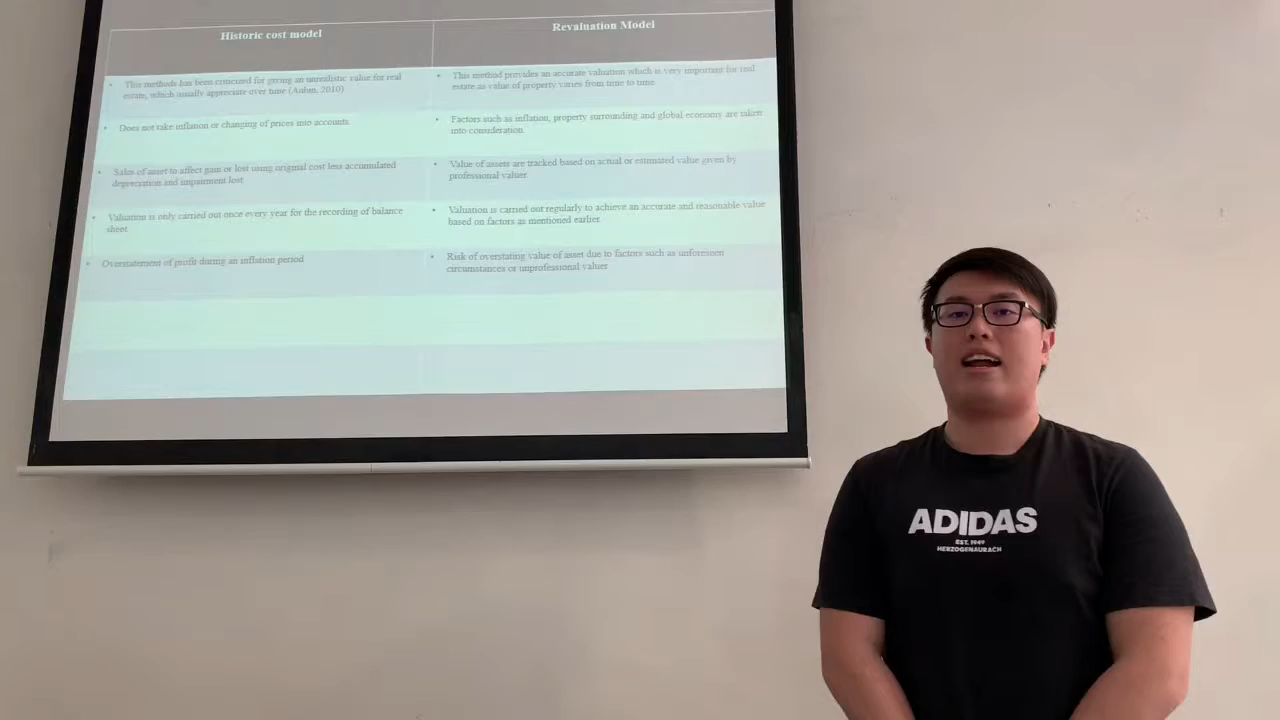 Historic cost model
Revaluation Model
This methods has been criticized for giving an unrealistic value for real
estate, which usually appreciate over time (Aulim, 2010)
This method provides an accurate valuation which is very important for real
estate as value of property varies from time to time.
Does not take inflation or changing of prices into accounts.
Factors such as inflation, property surrounding and global economy are taken
into consideration.
Sales of asset to affect gain or lost using original cost less accumulated
depreciation and impairment lost
Value of assets are tracked based on actual or estimated value given by
professional valuer
Valuation is only carried out once every year for the recording of balance
sheet.
Valuation is carried out regularly to achieve an accurate and reasonable value
based on factors as mentioned earlier.
Overstatement of profit during an inflation period
Risk of overstating value of asset due to factors such as unforeseen
circumstances or unprofessional valuer
ADIDAS
EST. 1949
HERZOGENAURACH